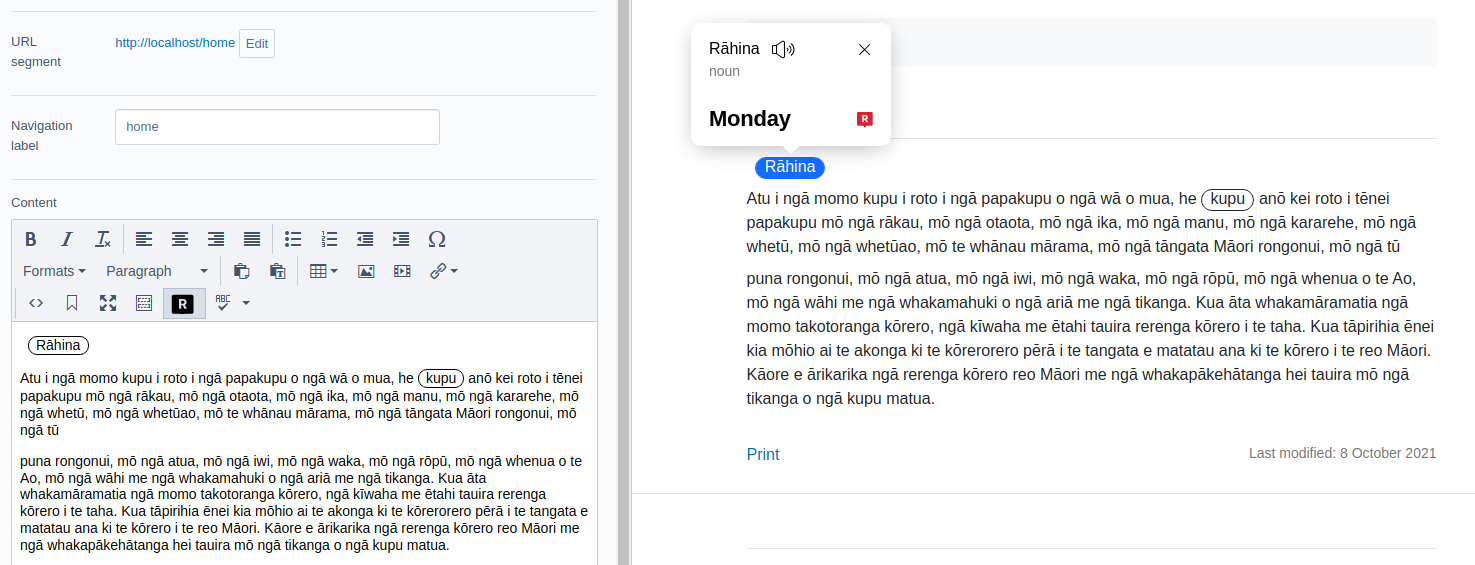 URL
segment
http://localhost/home Edit
Navigation
label
home
Content
B I Tx
Formats Paragraph
R ABC
Rāhina
Atu i ngā momo kupu i roto i ngā papakupu o ngā wā o mua, he kupu anō kei roto i tēnei
papakupu mō ngā rākau, mō ngā otaota, mō ngā ika, mō ngā manu, mō ngā kararehe, mō
ngā whetū, mō ngā whetūao, mō te whānau mārama, mō ngā tāngata Māori rongonui, mō
ngā tū
puna rongonui, mō ngā atua, mō ngā iwi, mō ngā waka, mō ngā rōpū, mō ngā whenua o te
Ao, mō ngā wāhi me ngā whakamahuki o ngā ariā me ngā tikanga. Kua āta
whakamāramatia ngā momo takotoranga kōrero, ngā kīwaha me ētahi tauira rerenga
kōrero i te taha. Kua tāpirihia ēnei kia mōhio ai te akonga ki te kōrerorero pērā i te tangata e
matatau ana ki te kōrero i te reo Māori. Kāore e ārikarika ngā rerenga kōrero reo Māori me
ngā whakapākehātanga hei tauira mō ngā tikanga o ngā kupu matua.
Rāhina
noun
Monday
R
Rāhina
Atu i ngā momo kupu i roto i ngā papakupu o ngā wā o mua, he kupu anō kei roto i tēnei
papakupu mō ngā rākau, mō ngā otaota, mō ngā ika, mō ngā manu, mō ngā kararehe, mō ngā
whetū, mō ngā whetūao, mō te whānau mārama, mō ngā tāngata Māori rongonui, mō ngā tū
puna rongonui, mō ngā atua, mō ngā iwi, mō ngā waka, mō ngā rōpū, mō ngā whenua o te Ao,
mō ngā wāhi me ngā whakamahuki o ngā ariā me ngā tikanga. Kua āta whakamāramatia ngā
momo takotoranga kōrero, ngā kīwaha me ētahi tauira rerenga kōrero i te taha. Kua tāpirihia ēnei
kia mōhio ai te akonga ki te kōrerorero pērā i te tangata e matatau ana ki te kōrero i te reo Māori.
Kāore e ārikarika ngā rerenga kōrero reo Māori me ngā whakapākehātanga hei tauira mō ngā
tikanga o ngā kupu matua.
Print Last modified: 8 October 2021